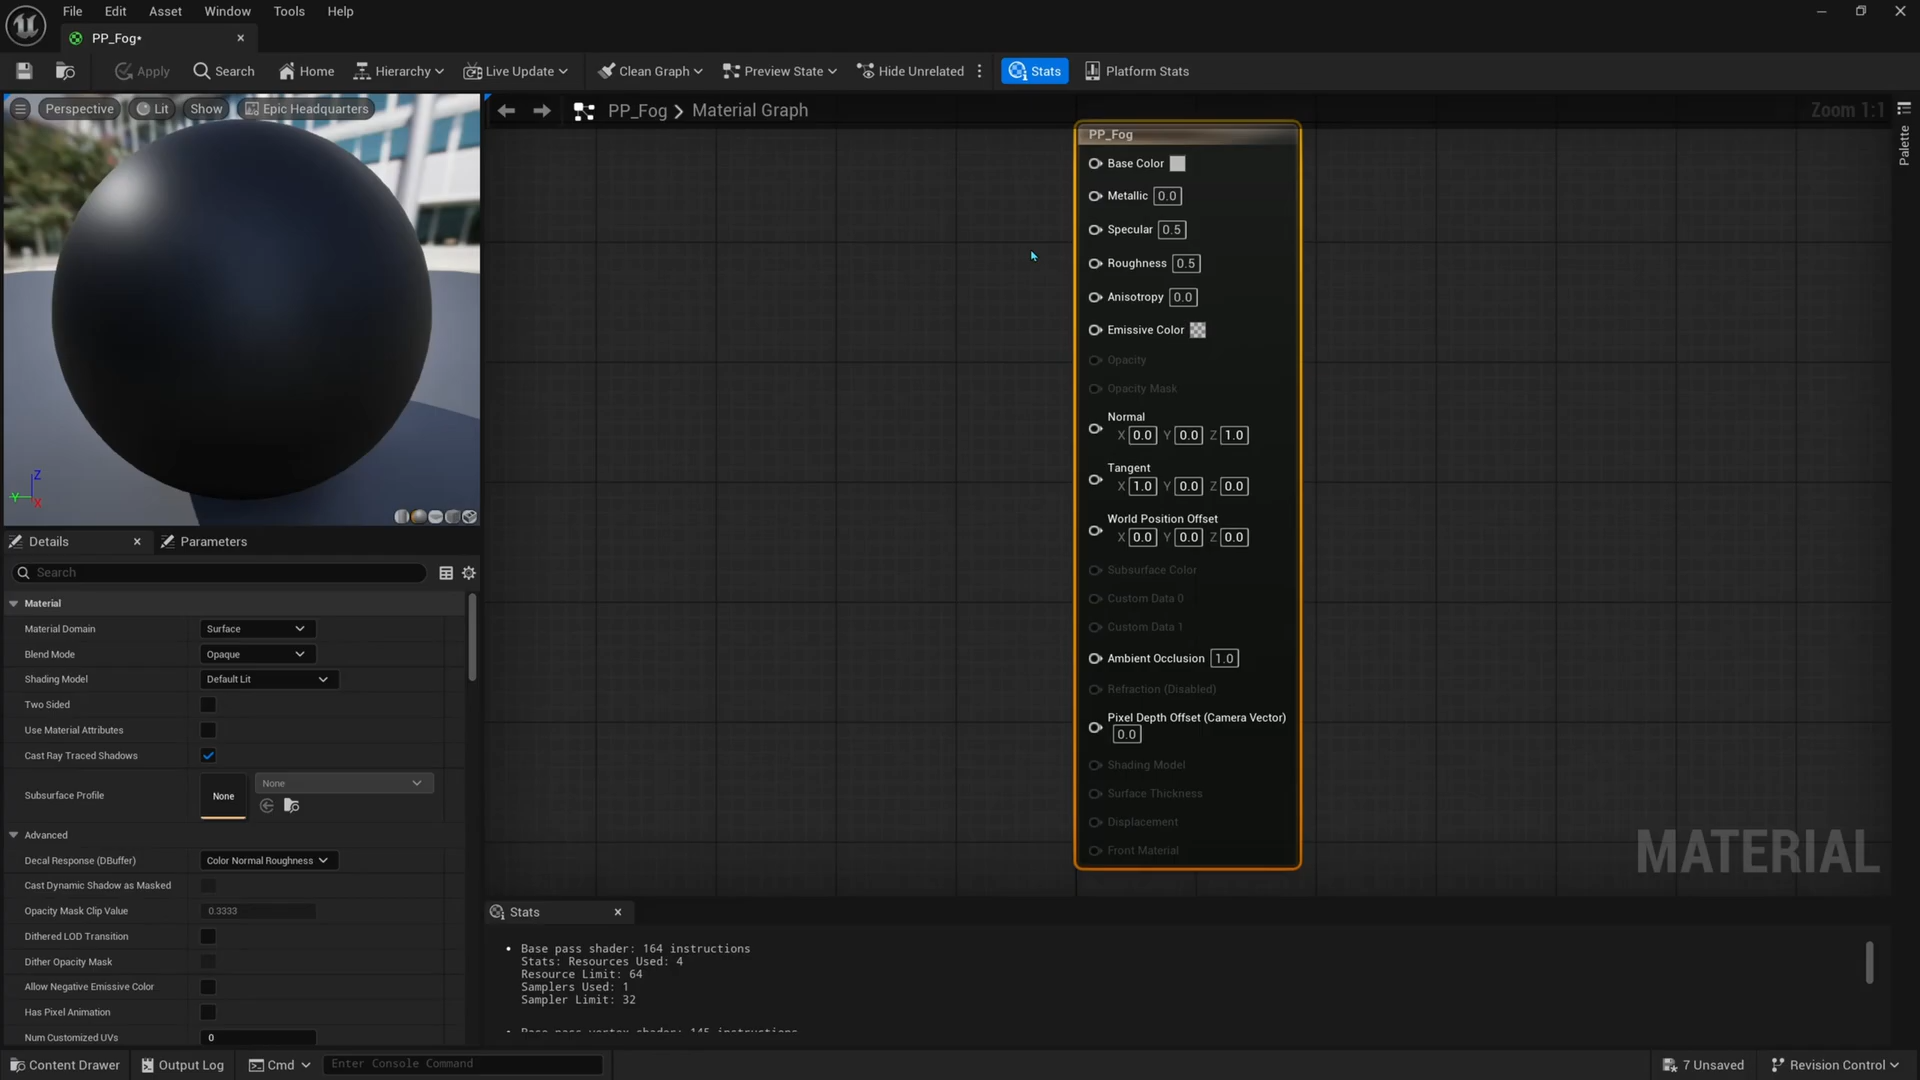 File Edit Asset Window Tools Help
PP_Fog*
Apply Search Home Hierarchy Live Update Clean Graph Preview State Hide Unrelated Stats Platform Stats
Perspective Lit Show Epic Headquarters
PP_Fog > Material Graph
Zoom 1:1
Palette
PP_Fog
Base Color
Metallic 0.0
Specular 0.5
Roughness 0.5
Anisotropy 0.0
Emissive Color
Opacity
Opacity Mask
Normal
X 0.0 Y 0.0 Z 1.0
Tangent
X 1.0 Y 0.0 Z 0.0
World Position Offset
X 0.0 Y 0.0 Z 0.0
Subsurface Color
Custom Data 0
Custom Data 1
Ambient Occlusion 1.0
Refraction (Disabled)
Pixel Depth Offset (Camera Vector)
0.0
Shading Model
Surface Thickness
Displacement
Front Material
MATERIAL
Z
Y
X
Details Parameters
Search
Material
Material Domain Surface
Blend Mode Opaque
Shading Model Default Lit
Two Sided
Use Material Attributes
Cast Ray Traced Shadows
Subsurface Profile None None
Advanced
Decal Response (DBuffer) Color Normal Roughness
Cast Dynamic Shadow as Masked
Opacity Mask Clip Value 0.3333
Dithered LOD Transition
Dither Opacity Mask
Allow Negative Emissive Color
Has Pixel Animation
Num Customized UVs 0
Stats
• Base pass shader: 164 instructions
Stats: Resources Used: 4
Resource Limit: 64
Samplers Used: 1
Sampler Limit: 32
• Base pass vertex shader: 145 instructions
Content Drawer Output Log Cmd Enter Console Command 7 Unsaved Revision Control